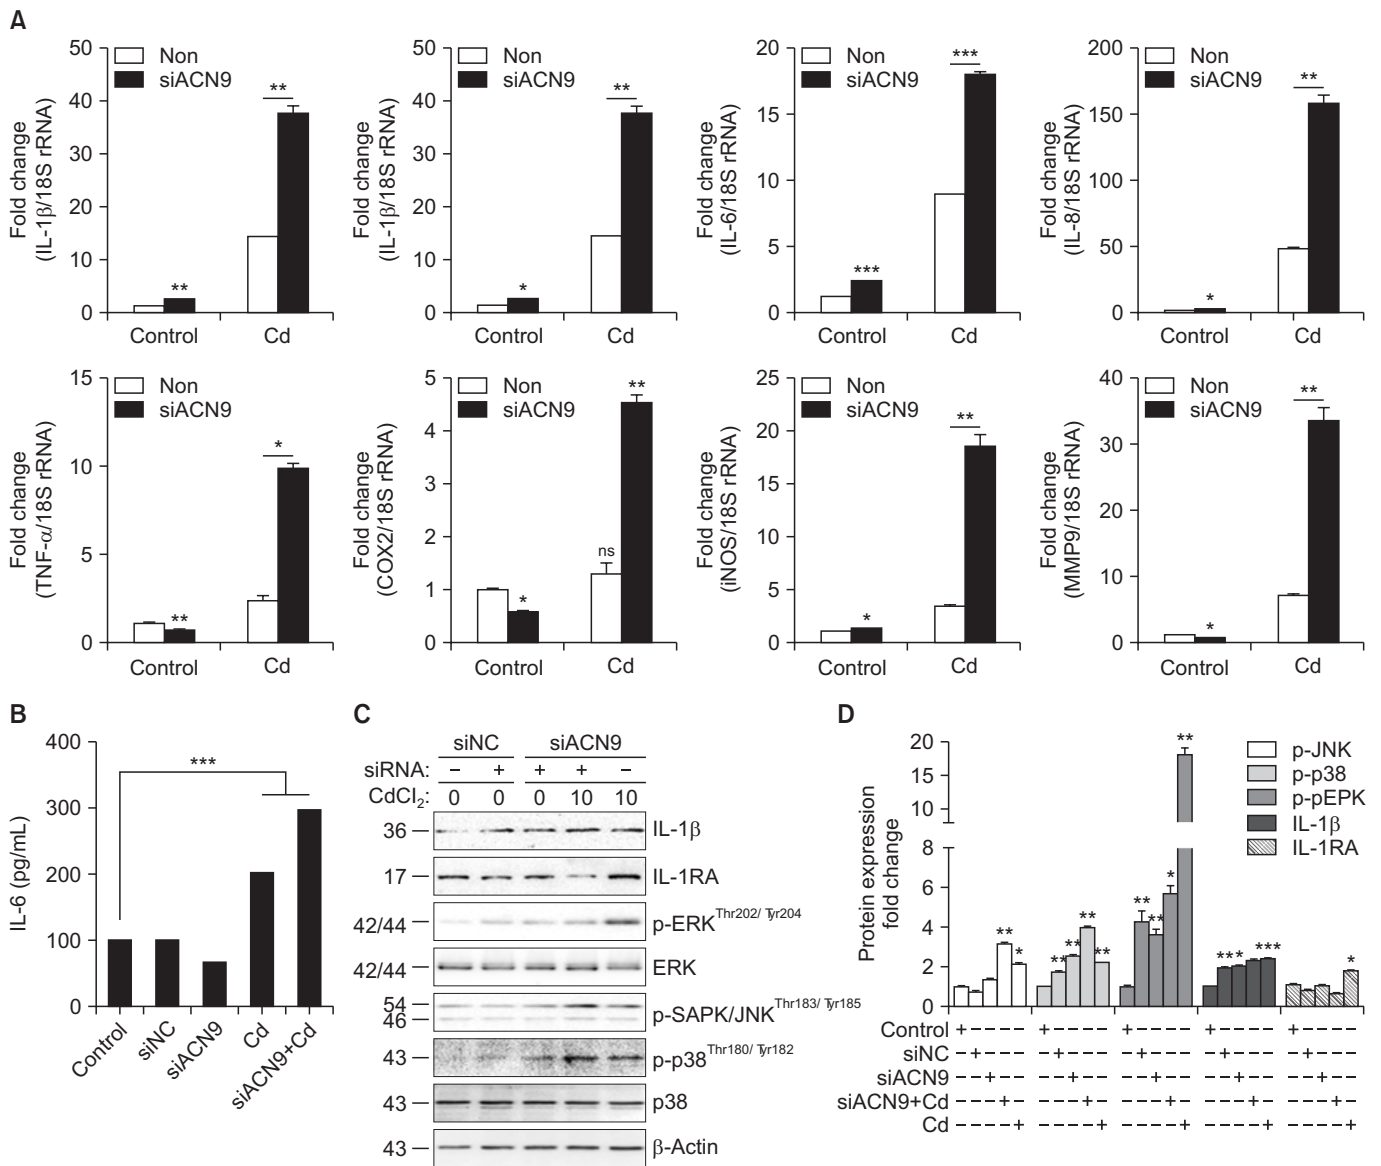 A
Non
siACN9
Fold change
(IL-1β/18S rRNA)
50
40
30
20
10
0
**
**
Control
Cd
Non
siACN9
Fold change
(IL-1β/18S rRNA)
50
40
30
20
10
0
*
**
Control
Cd
Non
siACN9
Fold change
(IL-6/18S rRNA)
20
15
10
5
0
***
***
Control
Cd
Non
siACN9
Fold change
(IL-8/18S rRNA)
200
150
100
50
0
*
**
Control
Cd
Non
siACN9
Fold change
(TNF-α/18S rRNA)
15
10
5
0
**
*
Control
Cd
Non
siACN9
Fold change
(COX2/18S rRNA)
5
4
3
2
1
0
*
ns
**
Control
Cd
Non
siACN9
Fold change
(iNOS/18S rRNA)
25
20
15
10
5
0
*
**
Control
Cd
Non
siACN9
Fold change
(MMP9/18S rRNA)
40
30
20
10
0
*
**
Control
Cd
B
IL-6 (pg/mL)
400
300
200
100
0
***
Control
siNC
siACN9
Cd
siACN9+Cd
C
siNC siACN9
siRNA: − + + + −
CdCl₂: 0 0 0 10 10
36 IL-1β
17 IL-1RA
42/44 p-ERK Thr202/ Tyr204
42/44 ERK
54
46 p-SAPK/JNK Thr183/ Tyr185
43 p-p38 Thr180/ Tyr182
43 p38
43 β-Actin
D
Protein expression
fold change
20
15
10
8
6
4
2
0
** * ** ** ** ** ** ** * ** *** *** *
p-JNK
p-p38
p-pEPK
IL-1β
IL-1RA
Control + − − − − + − − − − + − − − − + − − − − + − − − −
siNC − + − − − − + − − − − + − − − − + − − − − + − − −
siACN9 − − + − − − − + − − − − + − − − − + − − − − + − −
siACN9+Cd − − − + − − − − + − − − − + − − − − + − − − − + −
Cd − − − − + − − − − + − − − − + − − − − + − − − − +